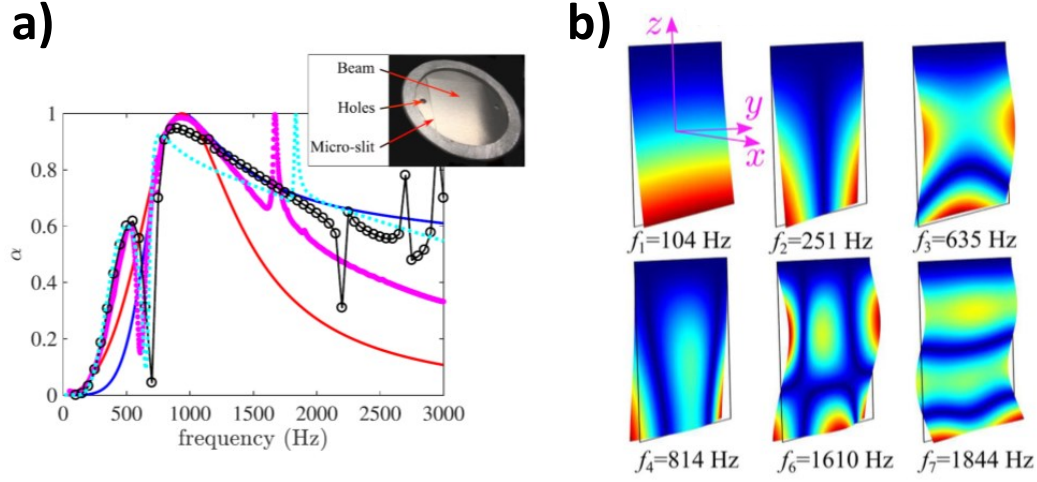 a)
Beam
Holes
Micro-slit
1
0.8
0.6
0.4
0.2
0
α
0 500 1000 1500 2000 2500 3000
frequency (Hz)
b)
z
y
x
f₁=104 Hz f₂=251 Hz f₃=635 Hz
f₄=814 Hz f₆=1610 Hz f₇=1844 Hz